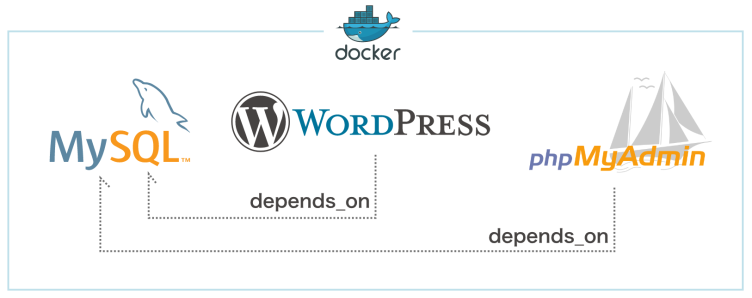 docker
MySQL™
WORDPRESS
phpMyAdmin
depends_on
depends_on